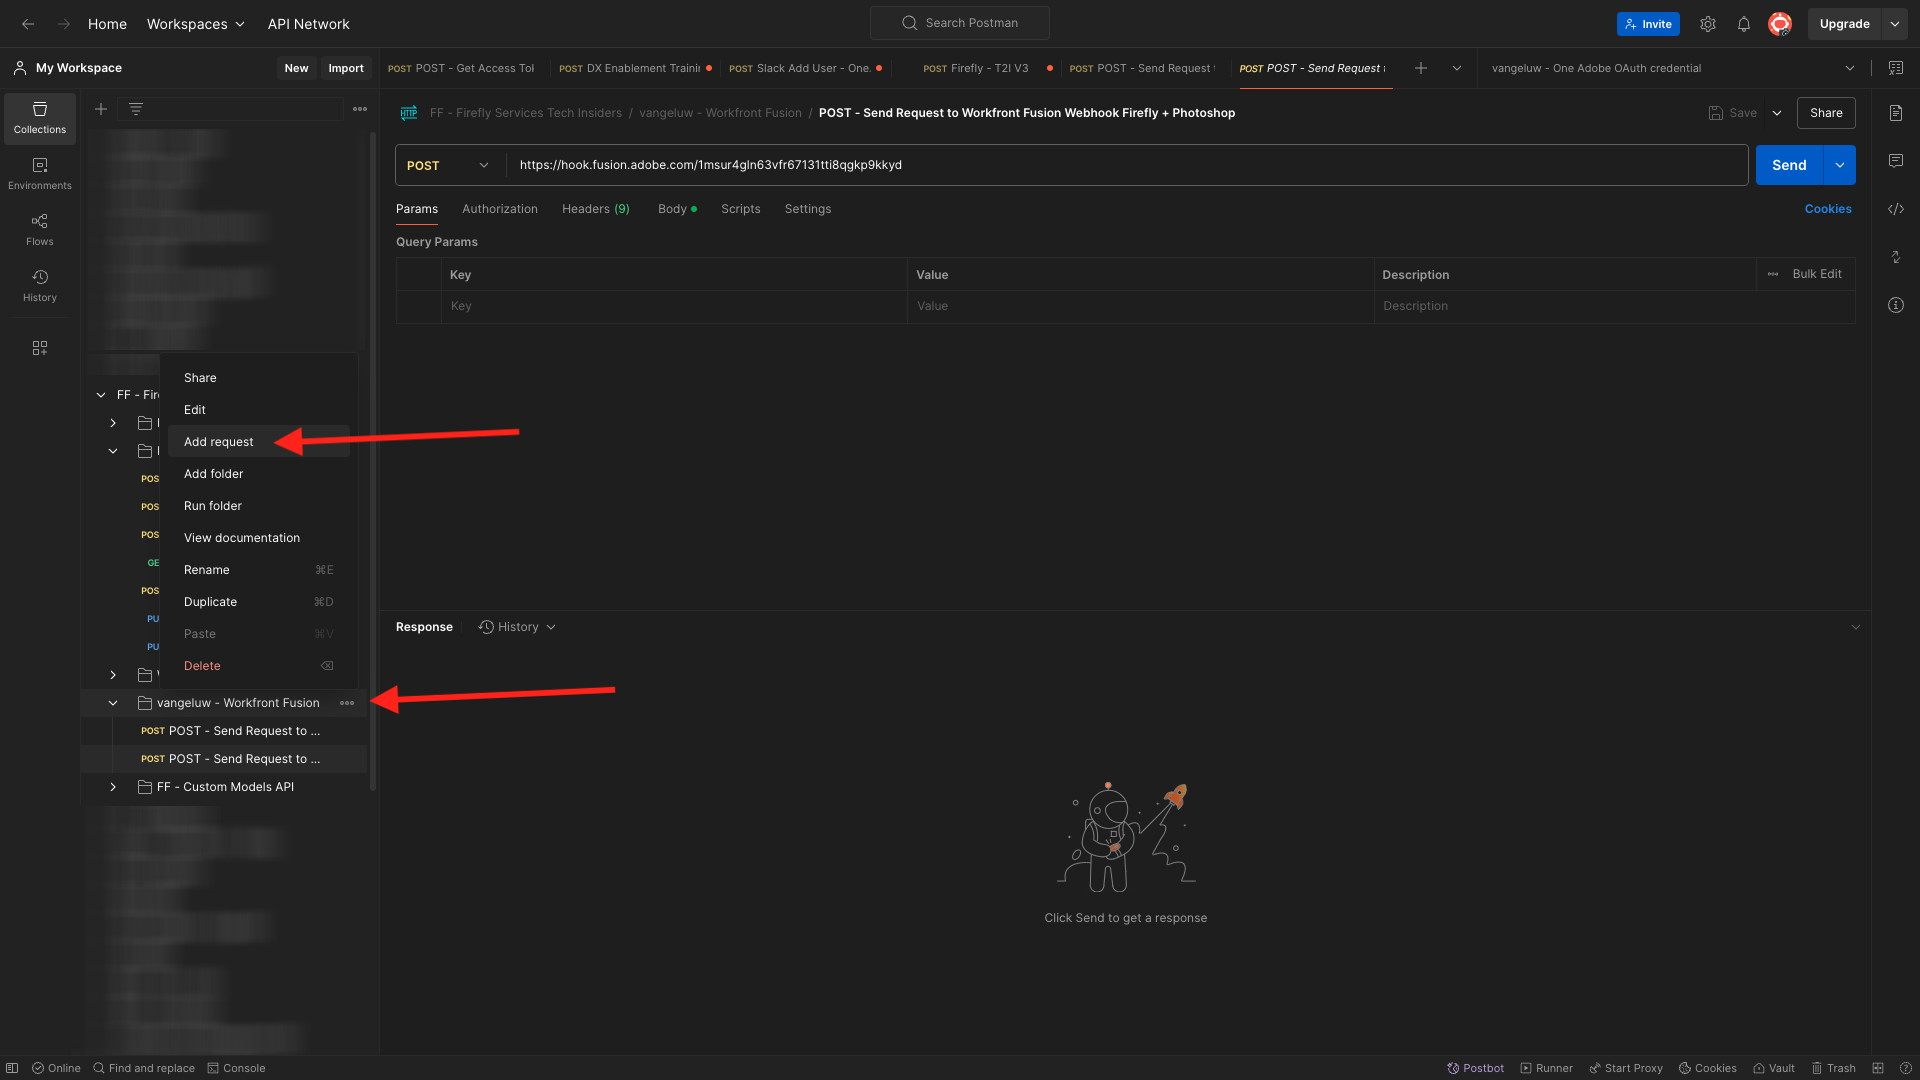 Home
Workspaces
API Network
Search Postman
Invite
Upgrade
My Workspace
New
Import
POST POST - Get Access Tok
POST DX Enablement Trainir
POST Slack Add User - One.
POST Firefly - T2I V3
POST POST - Send Request
POST POST - Send Request
vangeluw - One Adobe OAuth credential
Collections
Environments
Flows
History
HTTP FF - Firefly Services Tech Insiders / vangeluw - Workfront Fusion / POST - Send Request to Workfront Fusion Webhook Firefly + Photoshop
Save
Share
POST
https://hook.fusion.adobe.com/1msur4gln63vfr67131tti8qgkp9kkyd
Send
Params
Authorization
Headers (9)
Body
Scripts
Settings
Cookies
Query Params
Key
Value
Description
Bulk Edit
Key
Value
Description
FF - Fire
POS
POS
POS
GE
POS
PU
PU
Share
Edit
Add request
Add folder
Run folder
View documentation
Rename ⌘E
Duplicate ⌘D
Paste ⌘V
Delete
vangeluw - Workfront Fusion
POST POST - Send Request to ...
POST POST - Send Request to ...
FF - Custom Models API
Response
History
Click Send to get a response
Online
Find and replace
Console
Postbot
Runner
Start Proxy
Cookies
Vault
Trash